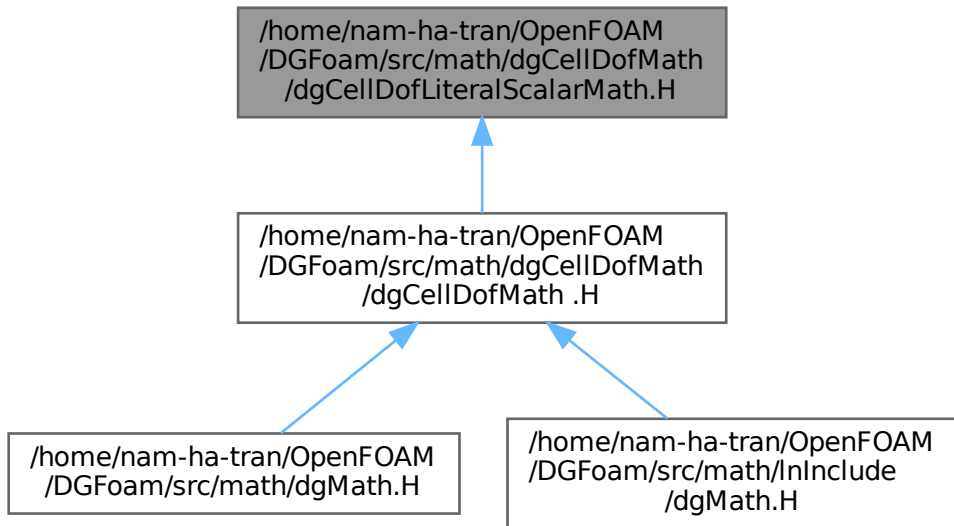 /home/nam-ha-tran/OpenFOAM
/DGFoam/src/math/dgCellDofMath
/dgCellDofLiteralScalarMath.H
/home/nam-ha-tran/OpenFOAM
/DGFoam/src/math/dgCellDofMath
/dgCellDofMath .H
/home/nam-ha-tran/OpenFOAM
/DGFoam/src/math/dgMath.H
/home/nam-ha-tran/OpenFOAM
/DGFoam/src/math/lnInclude
/dgMath.H